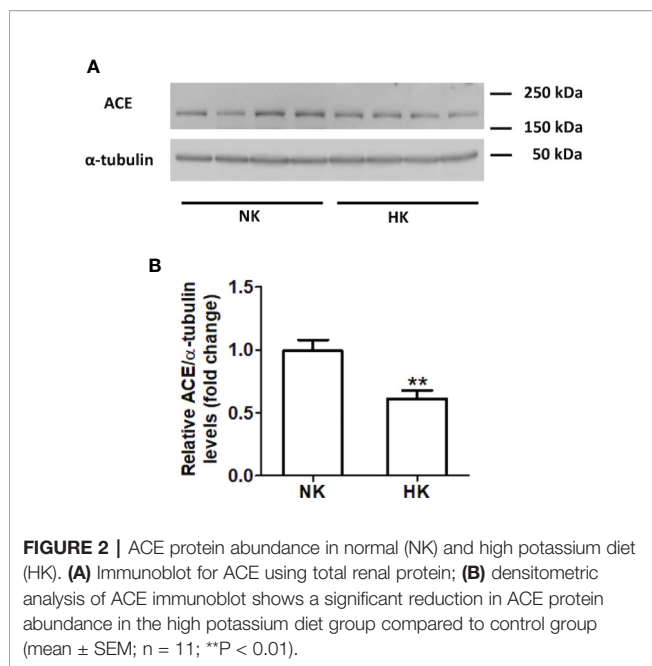 A
ACE
250 kDa
150 kDa
α-tubulin
50 kDa
NK HK
B
Relative ACE/α-tubulin
levels (fold change)
1.5
1.0
0.5
0.0
**
NK HK
FIGURE 2 | ACE protein abundance in normal (NK) and high potassium diet
(HK). (A) Immunoblot for ACE using total renal protein; (B) densitometric
analysis of ACE immunoblot shows a significant reduction in ACE protein
abundance in the high potassium diet group compared to control group
(mean ± SEM; n = 11; **P < 0.01).